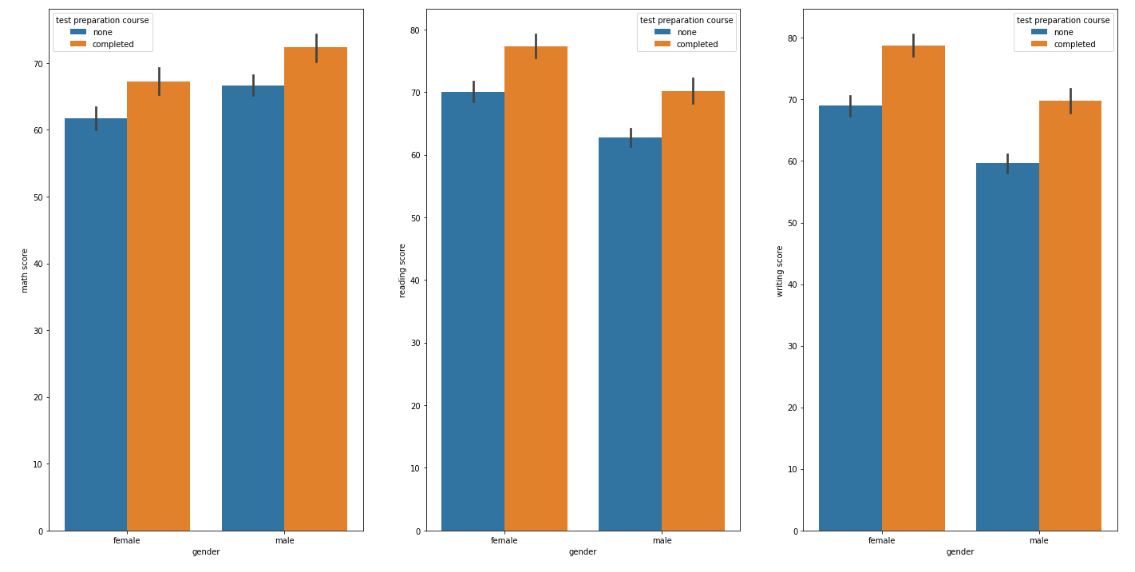 test preparation course
none
completed
70
60
50
40
30
20
10
0
math score
female
male
gender
test preparation course
none
completed
80
70
60
50
40
30
20
10
0
reading score
female
male
gender
test preparation course
none
completed
80
70
60
50
40
30
20
10
0
writing score
female
male
gender